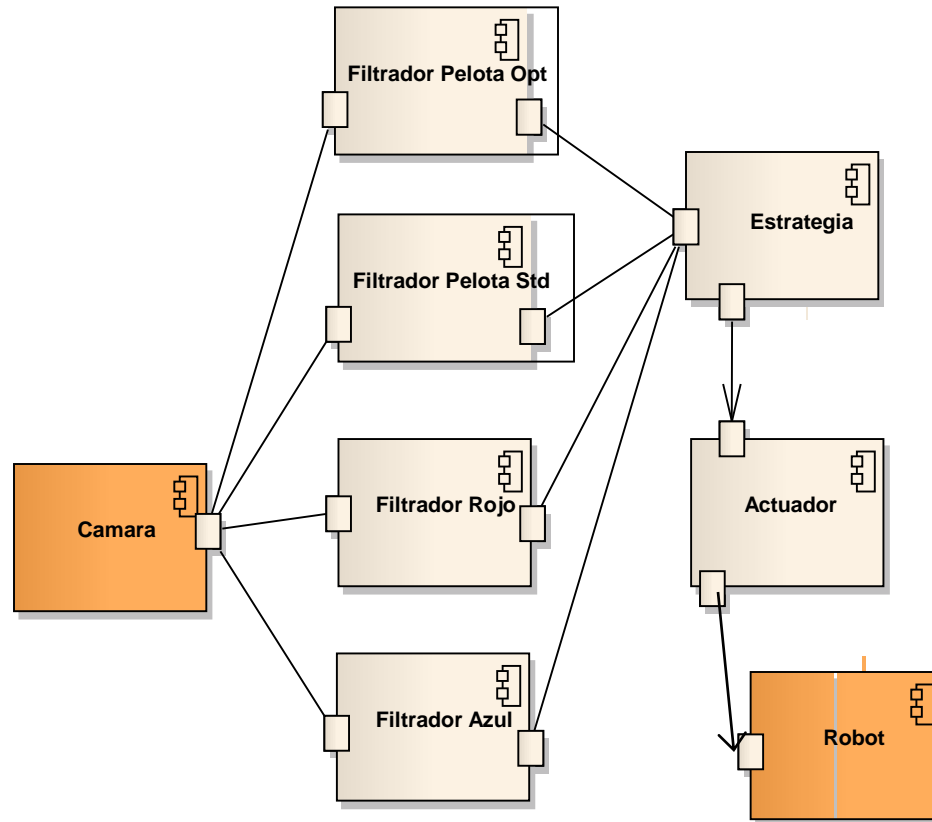 Filtrador Pelota Opt
Estrategia
Filtrador Pelota Std
Filtrador Rojo
Actuador
Camara
Filtrador Azul
Robot